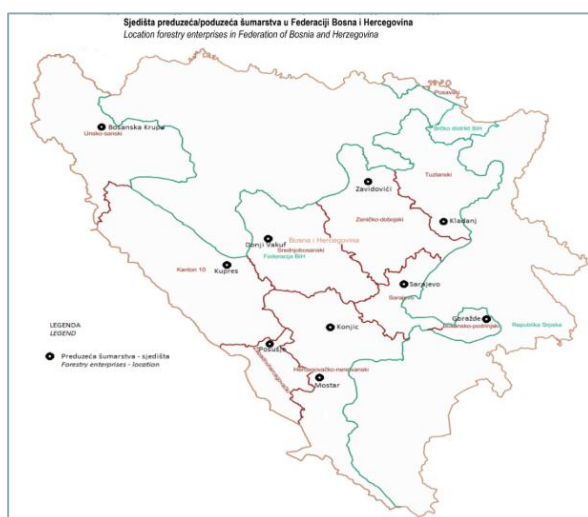 Sjedišta preduzeća/poduzeća šumarstva u Federaciji Bosna i Hercegovina
Location forestry enterprises in Federation of Bosnia and Herzegovina
Posavski
Brčko distrikt BiH
Bosanska Krupa
Unsko-sanski
Tuzlanski
Zavidovići
Zeničko-dobojski
Kladanj
Donji Vakuf
Bosna i Hercegovina
Srednjobosanski
Federacija BiH
Kupres
Kanton 10
Sarajevo
Sarajevo
Goražde
Bosansko-podrinjski
Republika Srpska
Konjic
Posušje
Hercegovačko-neretvanski
Mostar
LEGENDA
LEGEND
Preduzeća šumarstva - sjedišta
Forestry enterprises - location